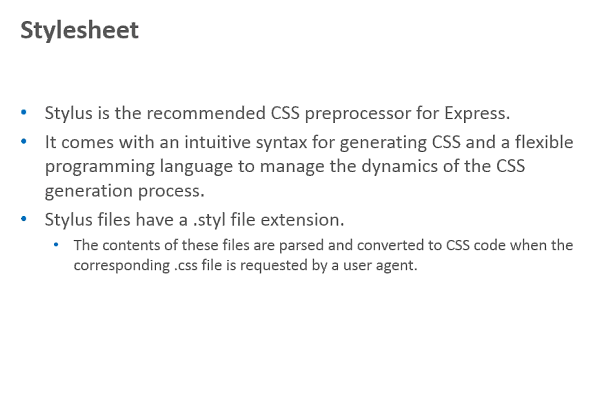 Stylesheet
• Stylus is the recommended CSS preprocessor for Express.
• It comes with an intuitive syntax for generating CSS and a flexible
programming language to manage the dynamics of the CSS
generation process.
• Stylus files have a .styl file extension.
• The contents of these files are parsed and converted to CSS code when the
corresponding .css file is requested by a user agent.